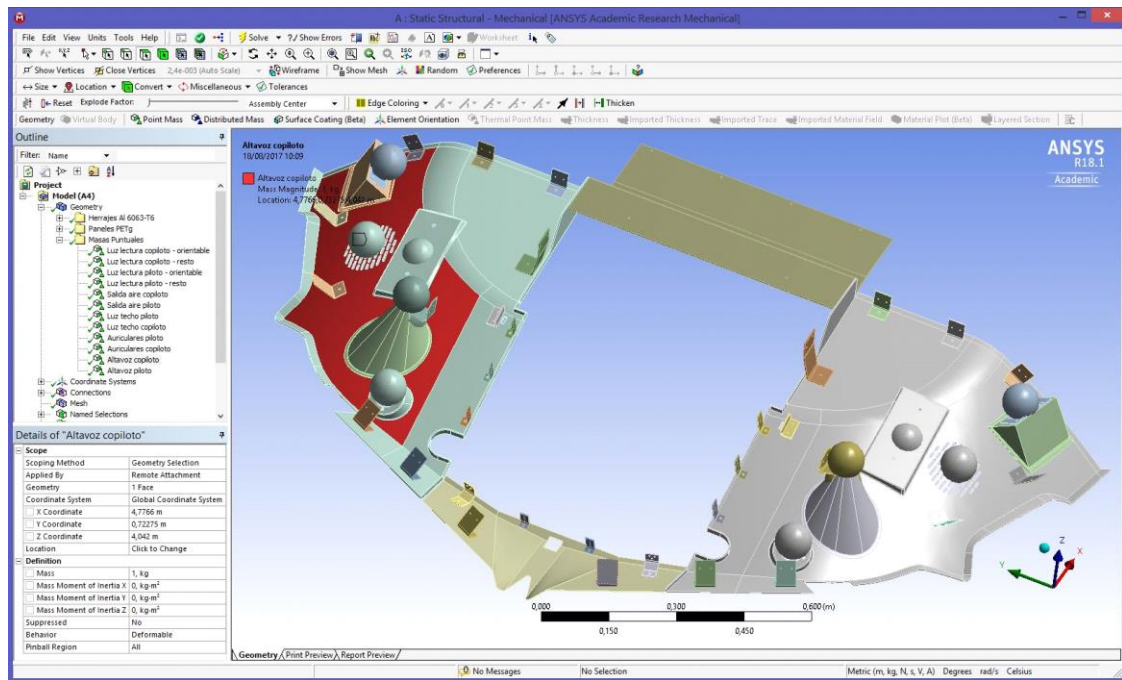 A : Static Structural - Mechanical [ANSYS Academic Research Mechanical]
File Edit View Units Tools Help Solve ?/ Show Errors Worksheet
Show Vertices Close Vertices 2,4e-003 (Auto Scale) Wireframe Show Mesh Random Preferences
Size Location Convert Miscellaneous Tolerances
Reset Explode Factor: Assembly Center Edge Coloring Thicken
Geometry Virtual Body Point Mass Distributed Mass Surface Coating (Beta) Element Orientation Thermal Point Mass Thickness Imported Thickness Imported Trace Imported Material Field Material Plot (Beta) Layered Section
Outline
Filter: Name
Project
Model (A4)
Geometry
Herrajes Al 6063-T6
Paneles PETg
Masas Puntuales
Luz lectura copiloto - orientable
Luz lectura copiloto - resto
Luz lectura piloto - orientable
Luz lectura piloto - resto
Salida aire copiloto
Salida aire piloto
Luz techo piloto
Luz techo copiloto
Auriculares piloto
Auriculares copiloto
Altavoz copiloto
Altavoz piloto
Coordinate Systems
Connections
Mesh
Named Selections
Details of "Altavoz copiloto"
Scope
Scoping Method Geometry Selection
Applied By Remote Attachment
Geometry 1 Face
Coordinate System Global Coordinate System
X Coordinate 4,7766 m
Y Coordinate 0,72275 m
Z Coordinate 4,042 m
Location Click to Change
Definition
Mass 1, kg
Mass Moment of Inertia X 0, kg·m²
Mass Moment of Inertia Y 0, kg·m²
Mass Moment of Inertia Z 0, kg·m²
Suppressed No
Behavior Deformable
Pinball Region All
Altavoz copiloto
18/08/2017 10:09
Altavoz copiloto
Mass Magnitude: 1, kg
Location: 4,7766
ANSYS
R18.1
Academic
Z
X
Y
0,000 0,300 0,600 (m)
0,150 0,450
Geometry Print Preview Report Preview
No Messages No Selection Metric (m, kg, N, s, V, A) Degrees rad/s Celsius